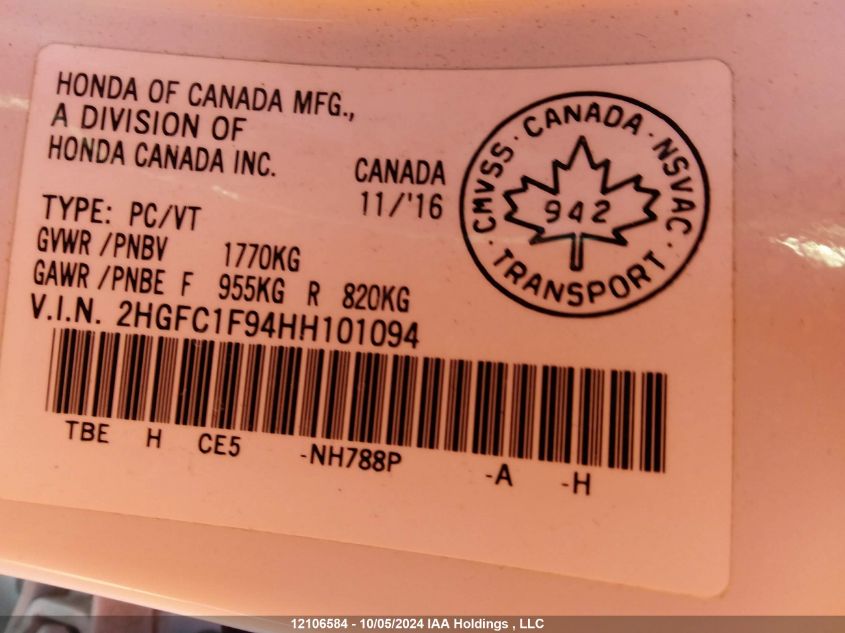 HONDA OF CANADA MFG.,
A DIVISION OF
HONDA CANADA INC.
CANADA
11/'16
TYPE: PC/VT
GVWR /PNBV 1770KG
GAWR /PNBE F 955KG R 820KG
V.I.N. 2HGFC1F94HH101094
CMVSS · CANADA · NSVAC · TRANSPORT ·
942
TBE H CE5 -NH788P -A -H
12106584 - 10/05/2024 IAA Holdings , LLC